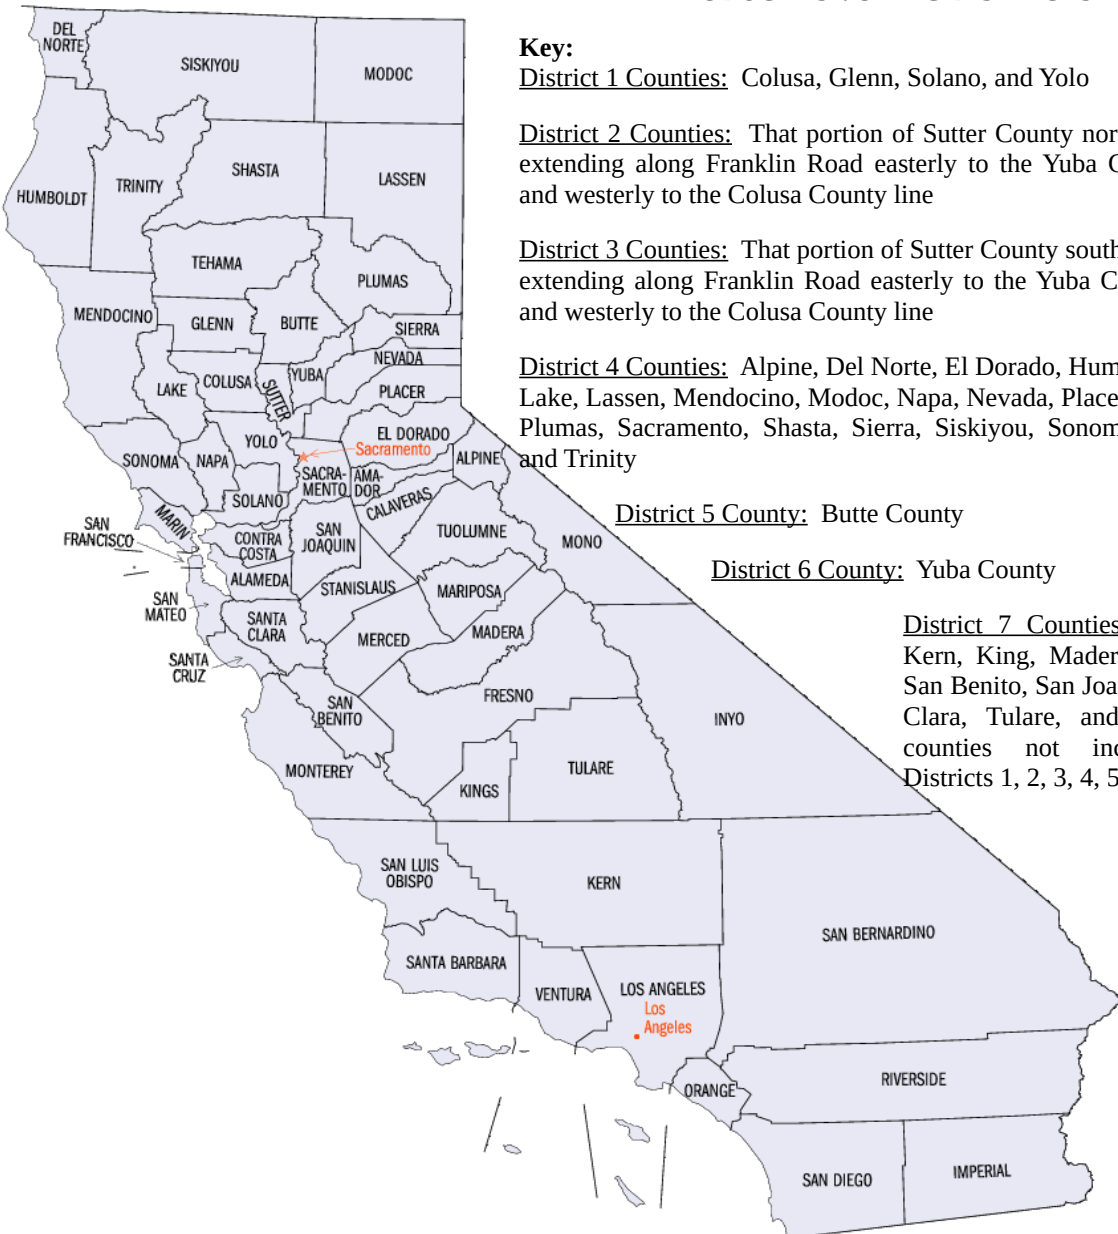 Key:
District 1 Counties: Colusa, Glenn, Solano, and Yolo
District 2 Counties: That portion of Sutter County
extending along Franklin Road easterly to the Yuba
and westerly to the Colusa County line
District 3 Counties: That portion of Sutter County south
extending along Franklin Road easterly to the Yuba
and westerly to the Colusa County line
District 4 Counties: Alpine, Del Norte, El Dorado,
Lake, Lassen, Mendocino, Modoc, Napa, Nevada,
Plumas, Sacramento, Shasta, Sierra, Siskiyou,
and Trinity
District 5 County: Butte County
District 6 County: Yuba County
District 7 Counties
Kern, King,
San Benito, San
Clara, Tulare, and
counties not
Districts 1, 2, 3, 4, 5
DEL
NORTE
SISKIYOU
MODOC
HUMBOLDT
TRINITY
SHASTA
LASSEN
TEHAMA
PLUMAS
MENDOCINO
GLENN
BUTTE
SIERRA
NEVADA
LAKE
COLUSA
SUTTER
YUBA
PLACER
SONOMA
NAPA
YOLO
EL DORADO
Sacramento
ALPINE
SOLANO
SACRA-
MENTO
AMA-
DOR
CALAVERAS
MARIN
SAN
FRANCISCO
CONTRA
COSTA
SAN
JOAQUIN
TUOLUMNE
MONO
ALAMEDA
STANISLAUS
MARIPOSA
SAN
MATEO
SANTA
CLARA
MERCED
MADERA
SANTA
CRUZ
SAN
BENITO
FRESNO
INYO
MONTEREY
KINGS
TULARE
SAN LUIS
OBISPO
KERN
SAN BERNARDINO
SANTA BARBARA
VENTURA
LOS ANGELES
Los
Angeles
ORANGE
RIVERSIDE
SAN DIEGO
IMPERIAL